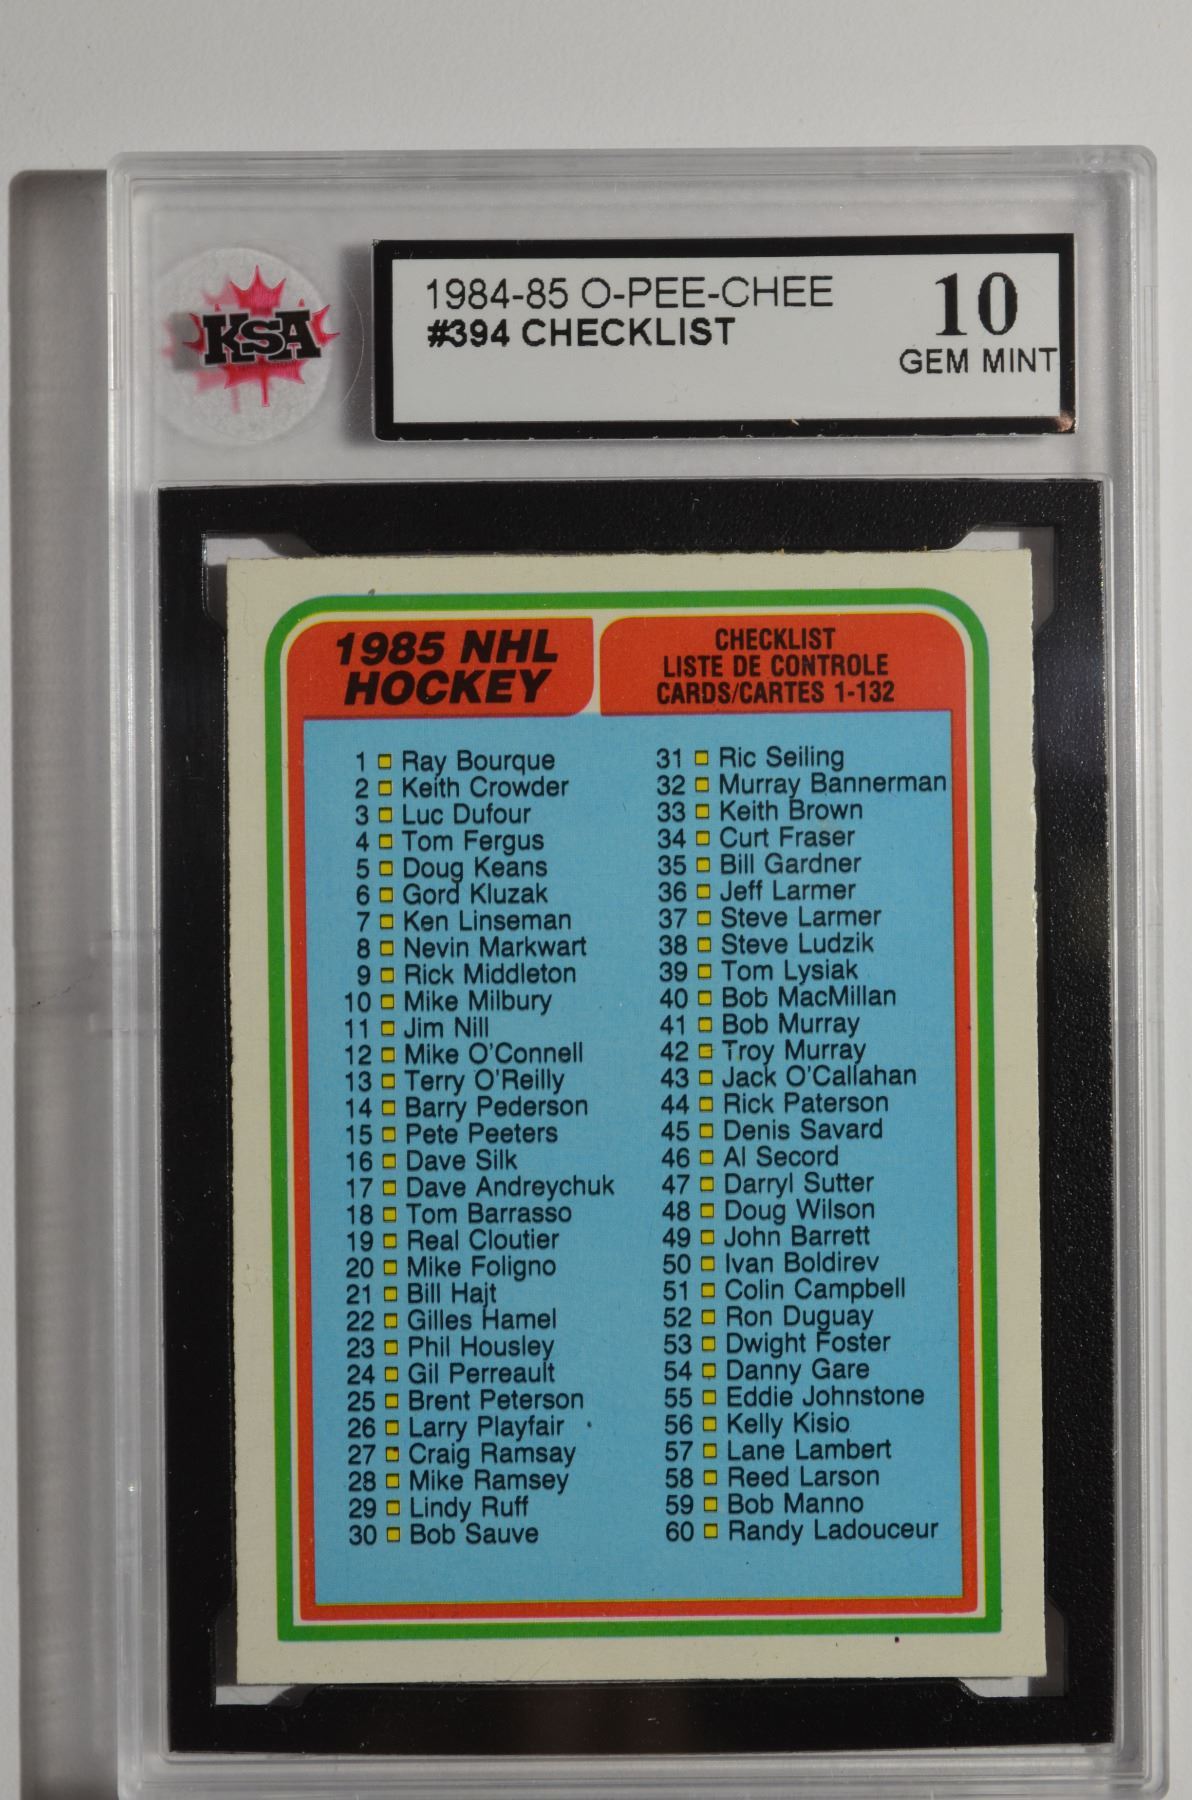 KSA
1984-85 O-PEE-CHEE
#394 CHECKLIST
10
GEM MINT
1985 NHL
HOCKEY
CHECKLIST
LISTE DE CONTROLE
CARDS/CARTES 1-132
1 Ray Bourque
2 Keith Crowder
3 Luc Dufour
4 Tom Fergus
5 Doug Keans
6 Gord Kluzak
7 Ken Linseman
8 Nevin Markwart
9 Rick Middleton
10 Mike Milbury
11 Jim Nill
12 Mike O'Connell
13 Terry O'Reilly
14 Barry Pederson
15 Pete Peeters
16 Dave Silk
17 Dave Andreychuk
18 Tom Barrasso
19 Real Cloutier
20 Mike Foligno
21 Bill Hajt
22 Gilles Hamel
23 Phil Housley
24 Gil Perreault
25 Brent Peterson
26 Larry Playfair
27 Craig Ramsay
28 Mike Ramsey
29 Lindy Ruff
30 Bob Sauve
31 Ric Seiling
32 Murray Bannerman
33 Keith Brown
34 Curt Fraser
35 Bill Gardner
36 Jeff Larmer
37 Steve Larmer
38 Steve Ludzik
39 Tom Lysiak
40 Bob MacMillan
41 Bob Murray
42 Troy Murray
43 Jack O'Callahan
44 Rick Paterson
45 Denis Savard
46 Al Secord
47 Darryl Sutter
48 Doug Wilson
49 John Barrett
50 Ivan Boldirev
51 Colin Campbell
52 Ron Duguay
53 Dwight Foster
54 Danny Gare
55 Eddie Johnstone
56 Kelly Kisio
57 Lane Lambert
58 Reed Larson
59 Bob Manno
60 Randy Ladouceur